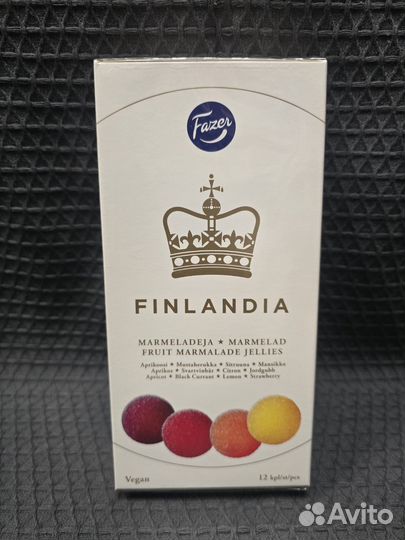 Fazer
FINLANDIA
MARMELADEJA ★ MARMELAD
FRUIT MARMALADE JELLIES
Aprikoosi ★ Mustaherukka ★ Sitruuna ★ Mansikka
Aprikos ★ Svartvinbär ★ Citron ★ Jordgubb
Apricot ★ Black Currant ★ Lemon ★ Strawberry
Vegan
12 kpl/st/pcs
Avito